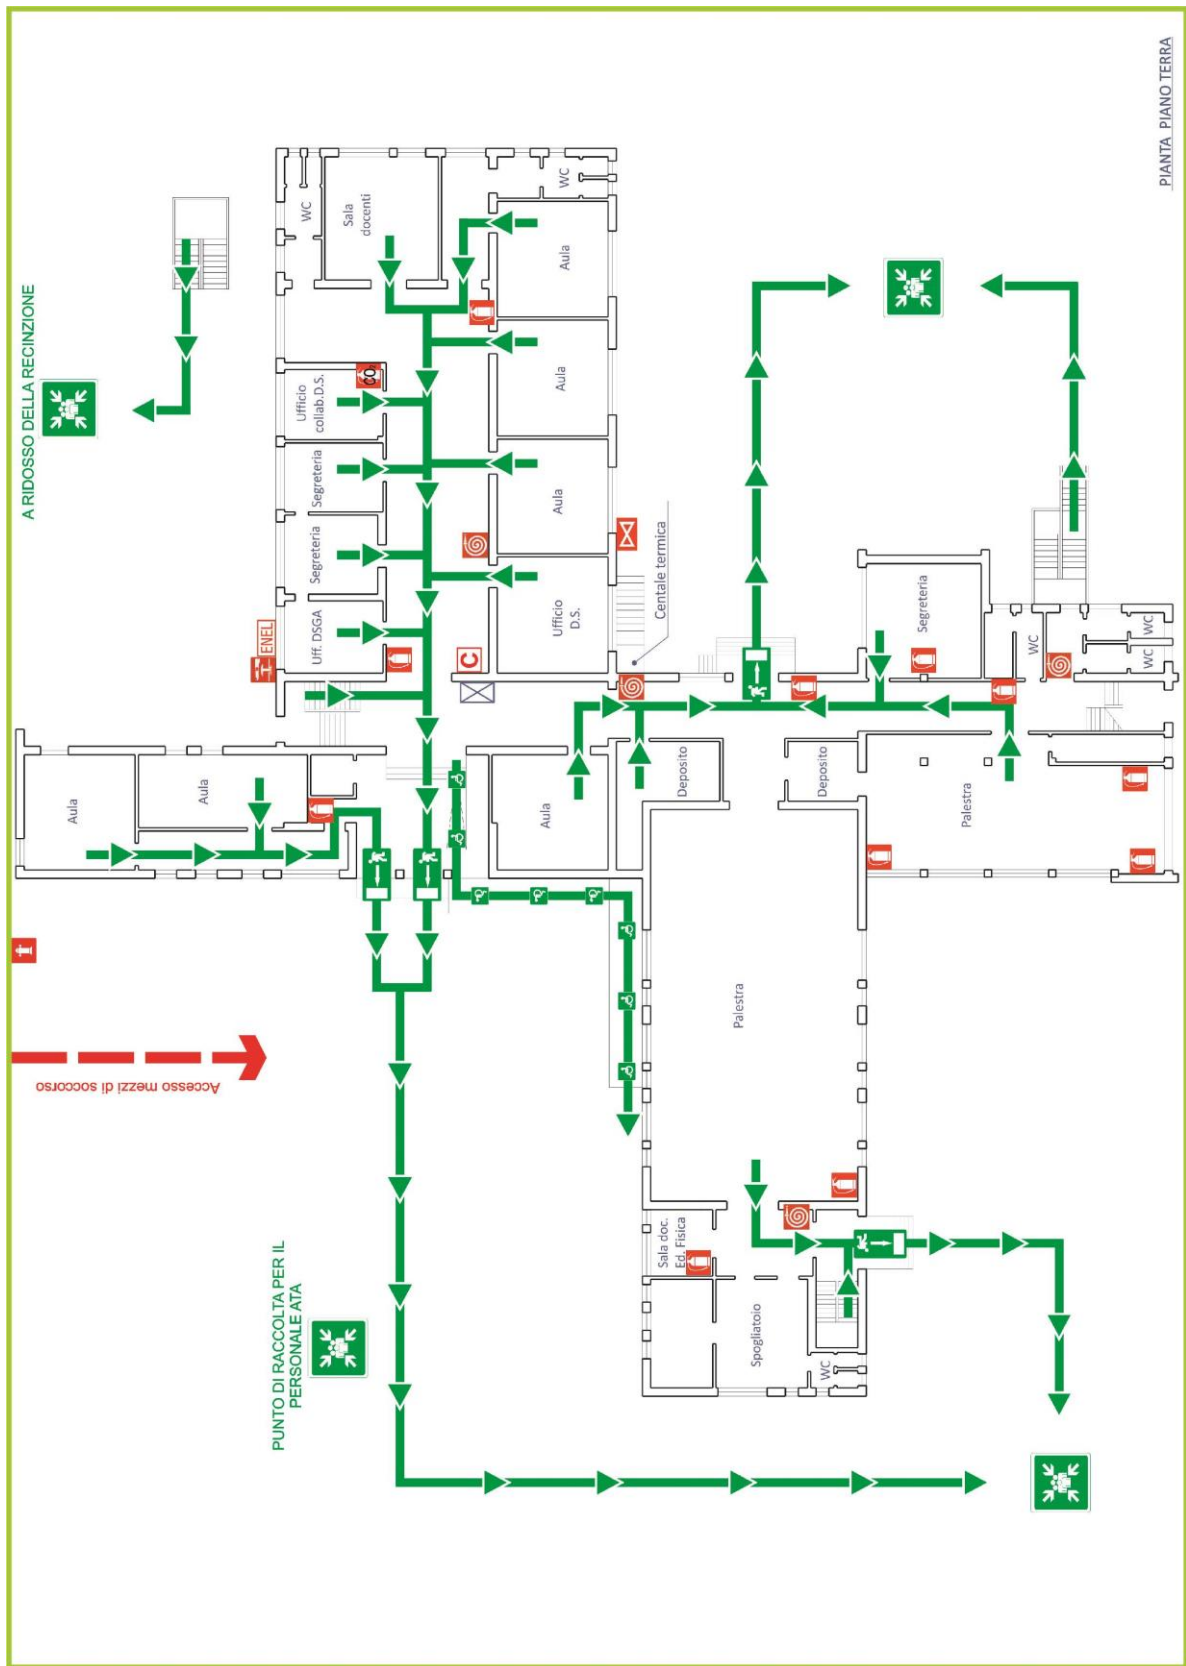 PIANTA PIANO TERRA
A RIDOSSO DELLA RECINZIONE
WC
Sala
docenti
WC
Aula
Aula
Aula
Ufficio
D.S.
Ufficio
collab.D.S.
CO₂
Segreteria
Segreteria
Uff. DSGA
ENEL
C
Centale termica
Aula
Aula
Aula
Deposito
Deposito
Segreteria
WC
WC
WC
Palestra
Palestra
Accesso mezzi di soccorso
PUNTO DI RACCOLTA PER IL
PERSONALE ATA
Sala doc.
Ed. Fisica
Spogliatoio
WC